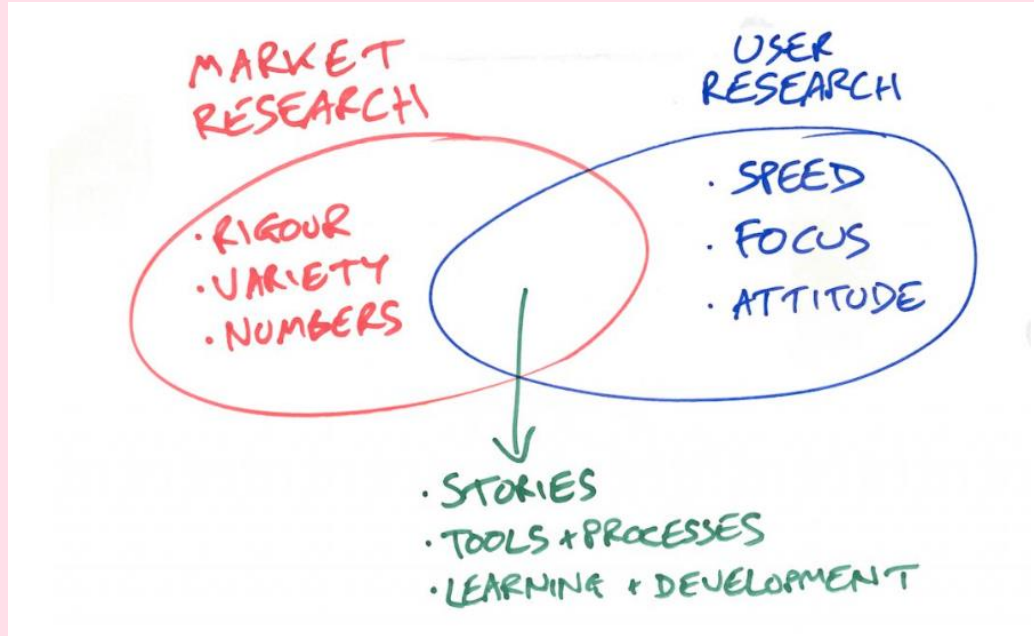 MARKET
RESEARCH
· RIGOUR
· VARIETY
· NUMBERS
USER
RESEARCH
· SPEED
· FOCUS
· ATTITUDE
· STORIES
· TOOLS + PROCESSES
· LEARNING + DEVELOPMENT